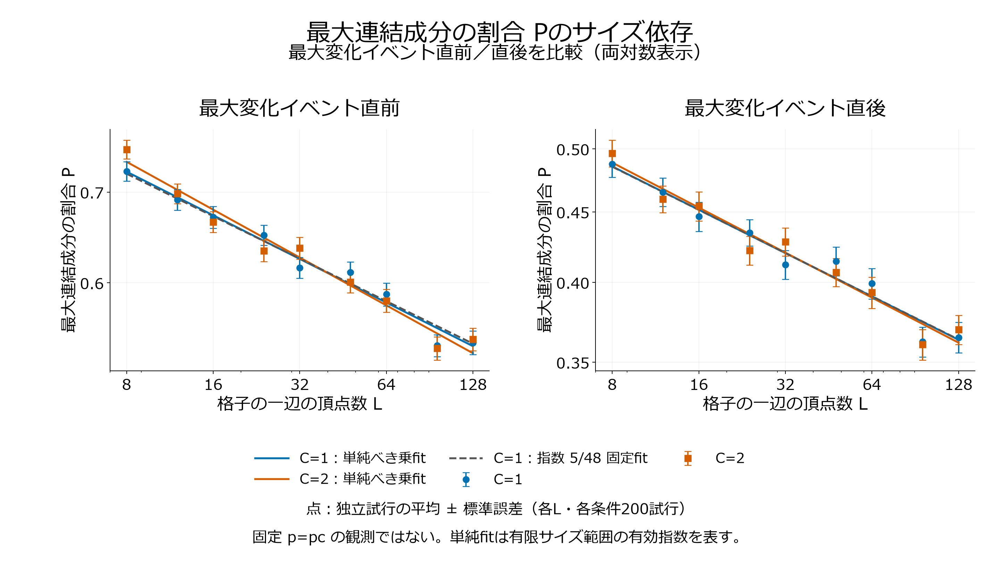 最大連結成分の割合 Pのサイズ依存
最大変化イベント直前／直後を比較（両対数表示）
最大変化イベント直前
最大連結成分の割合 P
0.7
0.6
8 16 32 64 128
格子の一辺の頂点数 L
最大変化イベント直後
最大連結成分の割合 P
0.50
0.45
0.40
0.35
8 16 32 64 128
格子の一辺の頂点数 L
C=1：単純べき乗fit
C=2：単純べき乗fit
C=1：指数 5/48 固定fit
C=1
C=2
点：独立試行の平均 ± 標準誤差（各L・各条件200試行）
固定 p=pc の観測ではない。単純fitは有限サイズ範囲の有効指数を表す。